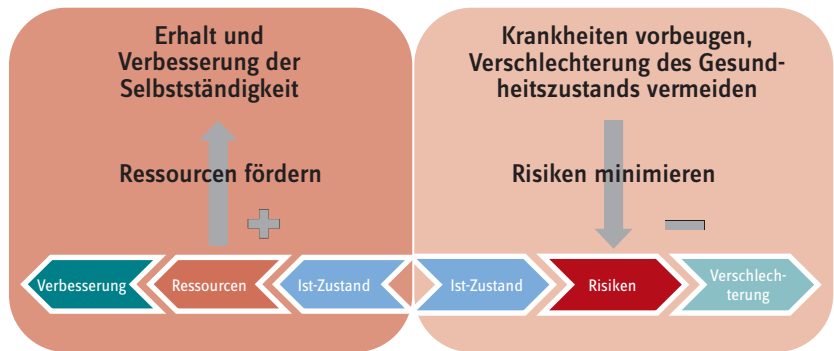 Erhalt und
Verbesserung der
Selbstständigkeit
Ressourcen fördern
+
Verbesserung
Ressourcen
Ist-Zustand
Krankheiten vorbeugen,
Verschlechterung des Gesund-
heitszustands vermeiden
Risiken minimieren
−
Ist-Zustand
Risiken
Verschlech-
terung